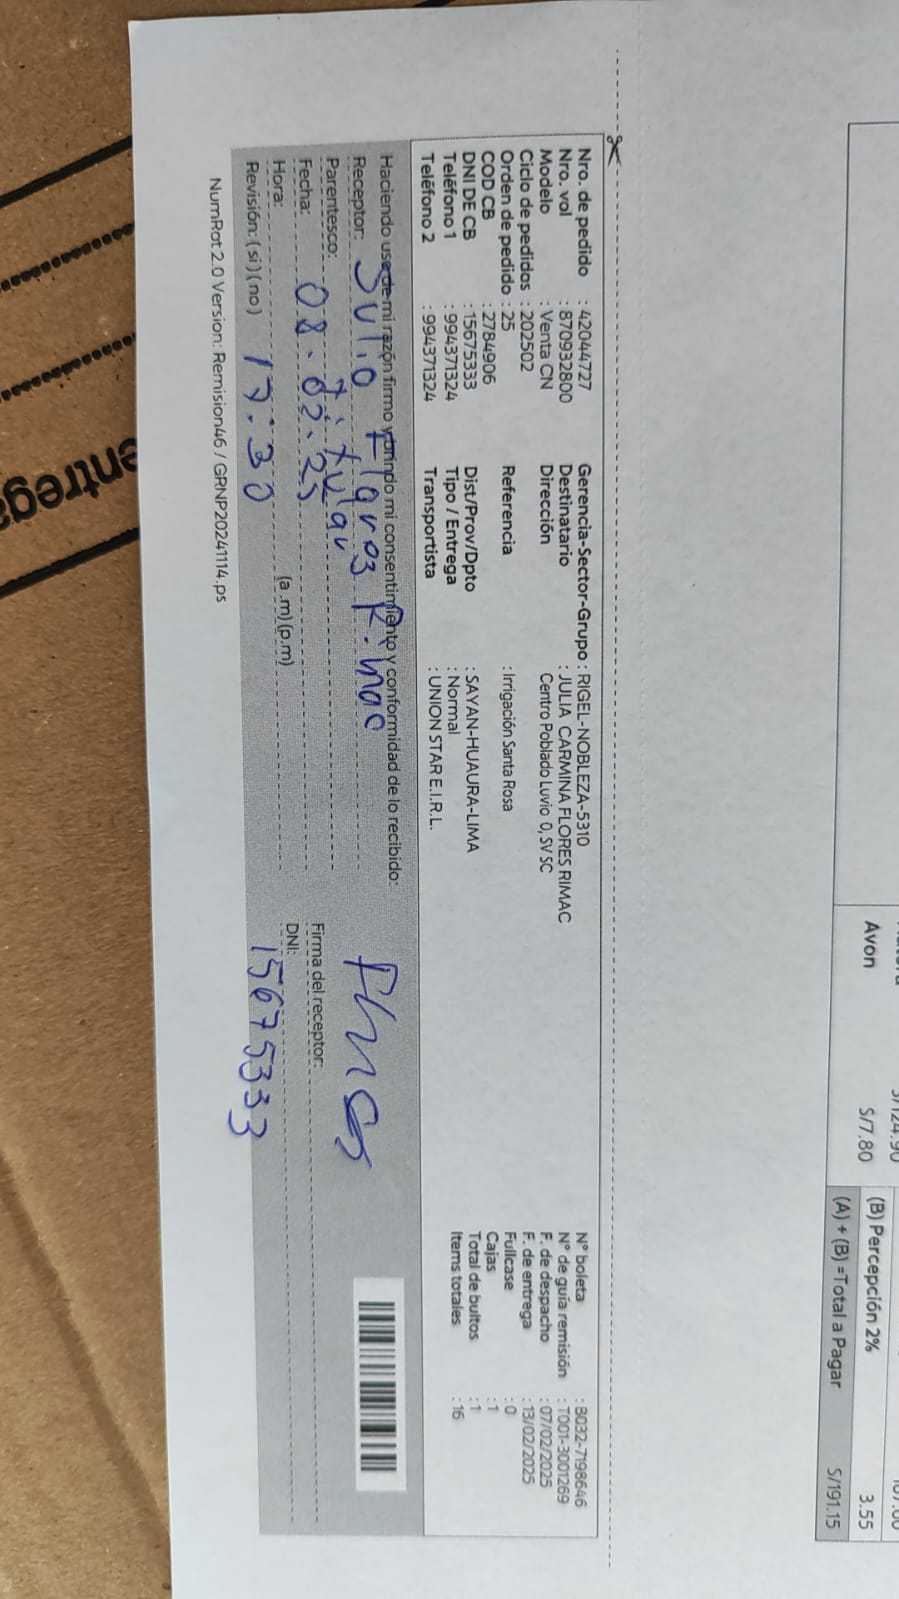 Avon S/7.80
(B) Percepción 2% 3.55
(A) + (B) =Total a Pagar S/191.15
Nro. de pedido : 42044727
Nro. vol : 870932800
Modelo : Venta CN
Ciclo de pedidos : 202502
Orden de pedido : 25
COD CB : 2784906
DNI DE CB : 15675333
Teléfono 1 : 994371324
Teléfono 2 : 994371324
Gerencia-Sector-Grupo : RIGEL-NOBLEZA-5310
Destinatario : JULIA CARMINA FLORES RIMAC
Dirección Centro Poblado Luvio 0, SV SC
Referencia : Irrigación Santa Rosa
Dist/Prov/Dpto : SAYAN-HUAURA-LIMA
Tipo / Entrega : Normal
Transportista : UNION STAR E.I.R.L.
N° boleta : B032-7198646
N° de guía remisión : T001-3001269
F. de despacho : 07/02/2025
F. de entrega : 13/02/2025
Fullcase : 0
Cajas : 1
Total de bultos : 1
Items totales : 16
Haciendo uso de mi razón firmo y brindo mi consentimiento y conformidad de lo recibido:
Receptor: Rimac
Parentesco: Titular
Fecha: 08.02.25
Hora: (a.m) (p.m)
Revisión: (si) (no) 17:30
Firma del receptor:
DNI: 15675333
NumRot 2.0 Version: Remision46 / GRNP20241114.ps
entrega